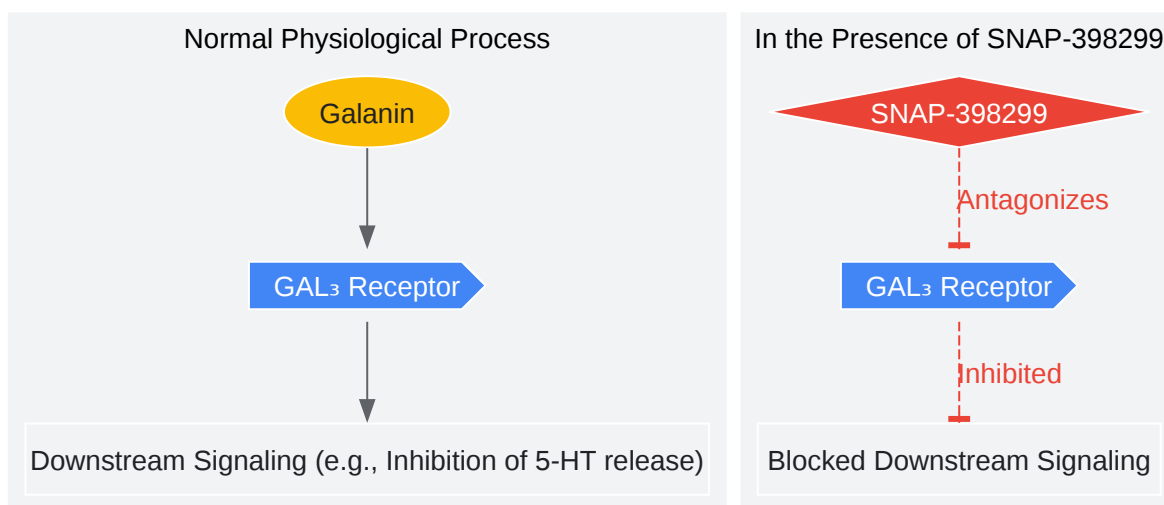 Normal Physiological Process
Galanin
GAL₃ Receptor
Downstream Signaling (e.g., Inhibition of 5-HT release)
In the Presence of SNAP-398299
SNAP-398299
Antagonizes
GAL₃ Receptor
Inhibited
Blocked Downstream Signaling